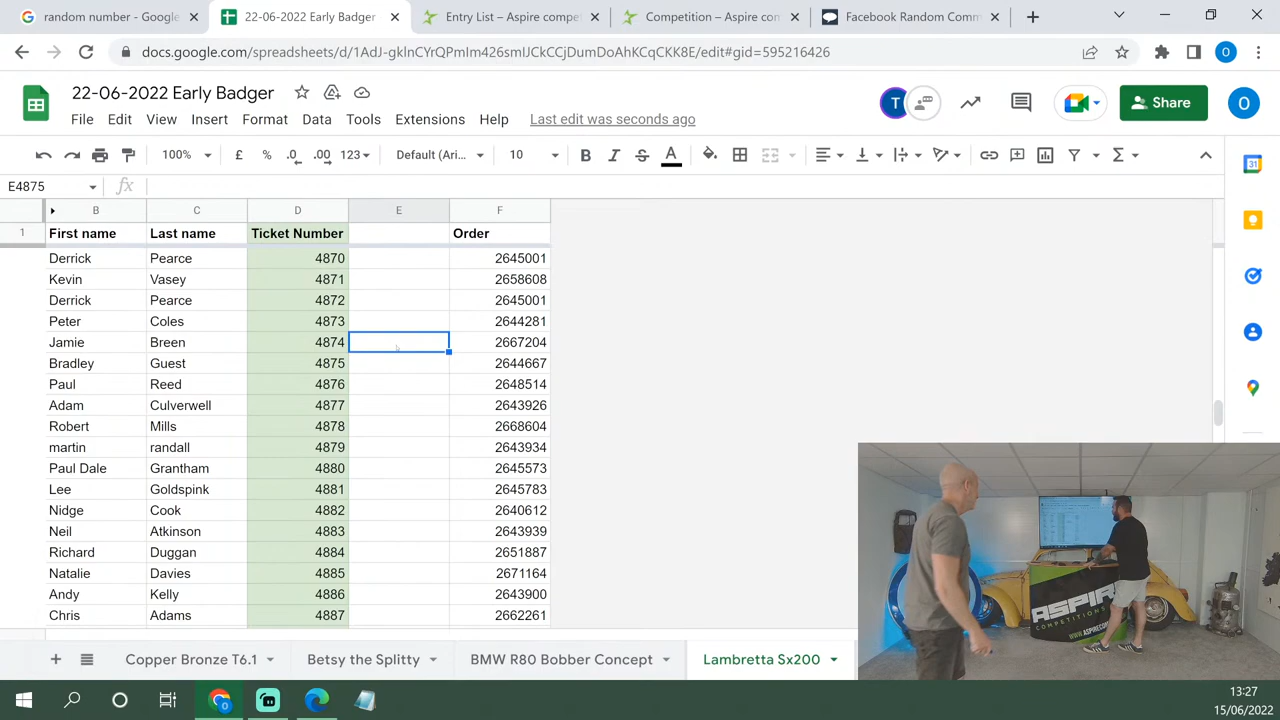 random number - Google
22-06-2022 Early Badger
Entry List – Aspire compe
Competition – Aspire con
Facebook Random Comm
docs.google.com/spreadsheets/d/1AdJ-gkInCYrQPmIm426smIJCkCCjDumDoAhKCqCKK8E/edit#gid=595216426
O
22-06-2022 Early Badger
T
Share
O
File Edit View Insert Format Data Tools Extensions Help Last edit was seconds ago
100% £ % .0 .00 123 Default (Ari... 10 B I S A
E4875 fx
31
B C D E F
1 First name Last name Ticket Number Order
Derrick Pearce 4870 2645001
Kevin Vasey 4871 2658608
Derrick Pearce 4872 2645001
Peter Coles 4873 2644281
Jamie Breen 4874 2667204
Bradley Guest 4875 2644667
Paul Reed 4876 2648514
Adam Culverwell 4877 2643926
Robert Mills 4878 2668604
martin randall 4879 2643934
Paul Dale Grantham 4880 2645573
Lee Goldspink 4881 2645783
Nidge Cook 4882 2640612
Neil Atkinson 4883 2643939
Richard Duggan 4884 2651887
Natalie Davies 4885 2671164
Andy Kelly 4886 2643900
Chris Adams 4887 2662261
ASPIR
COMPETITIONS
Copper Bronze T6.1 Betsy the Splitty BMW R80 Bobber Concept Lambretta Sx200
13:27
15/06/2022